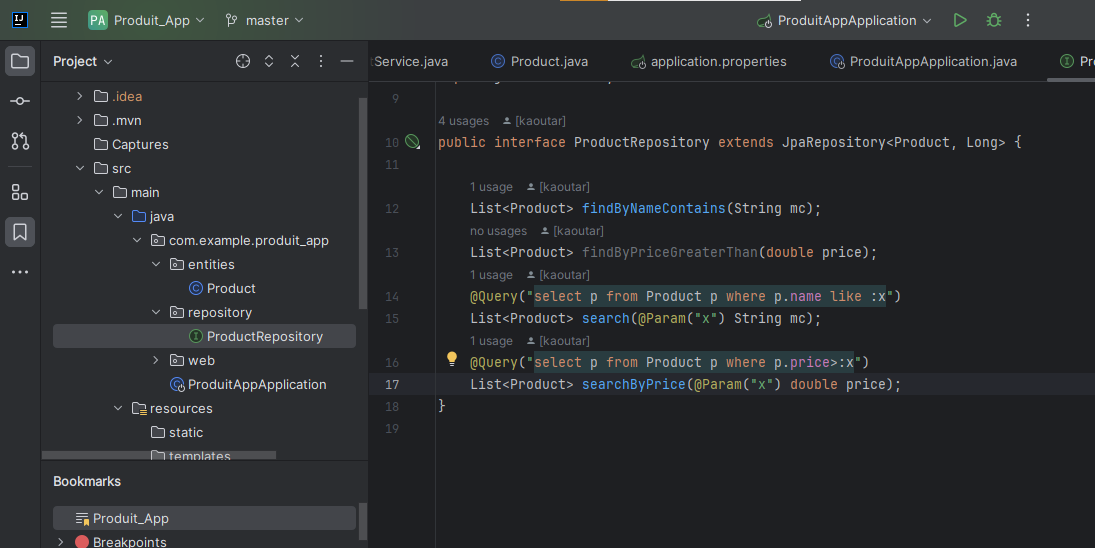 PA Produit_App master ProduitAppApplication
Project
.idea
.mvn
Captures
src
main
java
com.example.produit_app
entities
Product
repository
ProductRepository
web
ProduitAppApplication
resources
static
templates
Bookmarks
Produit_App
Breakpoints
tService.java Product.java application.properties ProduitAppApplication.java Pr
9
4 usages [kaoutar]
10 public interface ProductRepository extends JpaRepository<Product, Long> {
11
1 usage [kaoutar]
12 List<Product> findByNameContains(String mc);
no usages [kaoutar]
13 List<Product> findByPriceGreaterThan(double price);
1 usage [kaoutar]
14 @Query("select p from Product p where p.name like :x")
15 List<Product> search(@Param("x") String mc);
1 usage [kaoutar]
16 @Query("select p from Product p where p.price>:x")
17 List<Product> searchByPrice(@Param("x") double price);
18 }
19